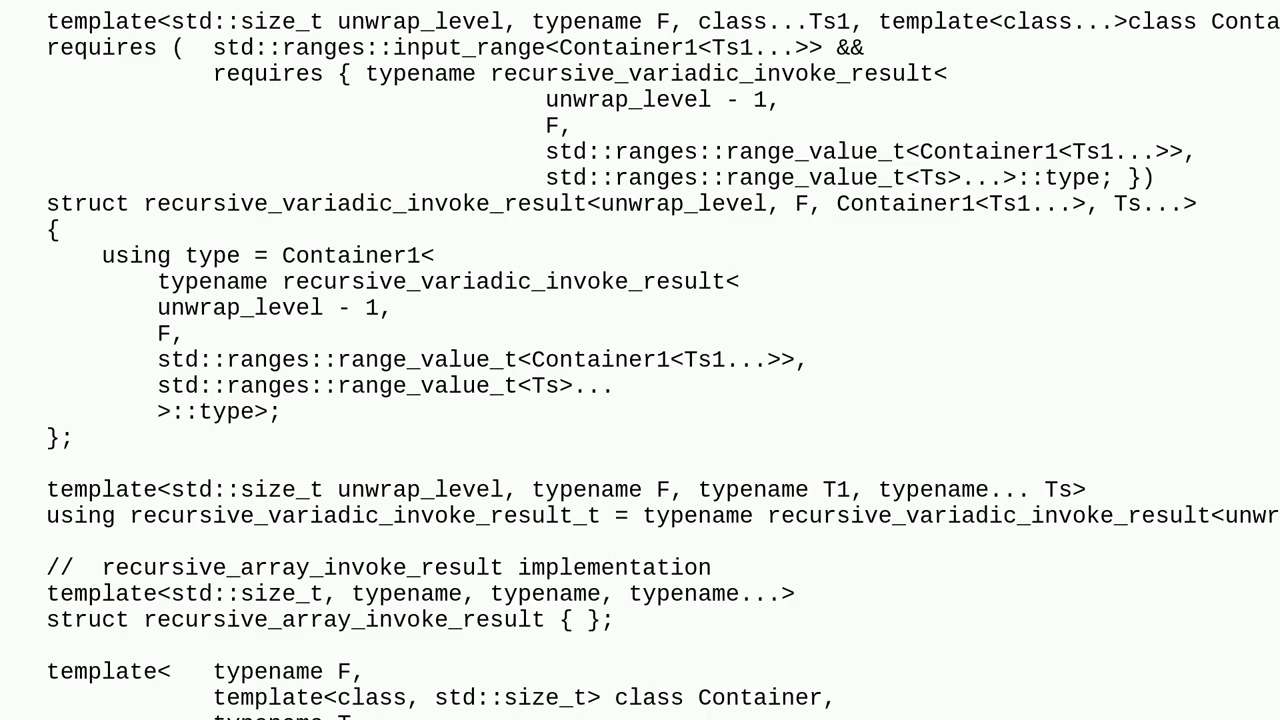 template<std::size_t unwrap_level, typename F, class...Ts1, template<class...>class Conta
requires (  std::ranges::input_range<Container1<Ts1...>> &&
            requires { typename recursive_variadic_invoke_result<
                                    unwrap_level - 1,
                                    F,
                                    std::ranges::range_value_t<Container1<Ts1...>>,
                                    std::ranges::range_value_t<Ts>...>::type; })
struct recursive_variadic_invoke_result<unwrap_level, F, Container1<Ts1...>, Ts...>
{
    using type = Container1<
        typename recursive_variadic_invoke_result<
        unwrap_level - 1,
        F,
        std::ranges::range_value_t<Container1<Ts1...>>,
        std::ranges::range_value_t<Ts>...
        >::type>;
};
template<std::size_t unwrap_level, typename F, typename T1, typename... Ts>
using recursive_variadic_invoke_result_t = typename recursive_variadic_invoke_result<unwr
//  recursive_array_invoke_result implementation
template<std::size_t, typename, typename, typename...>
struct recursive_array_invoke_result { };
template<   typename F,
            template<class, std::size_t> class Container,
            typename T,